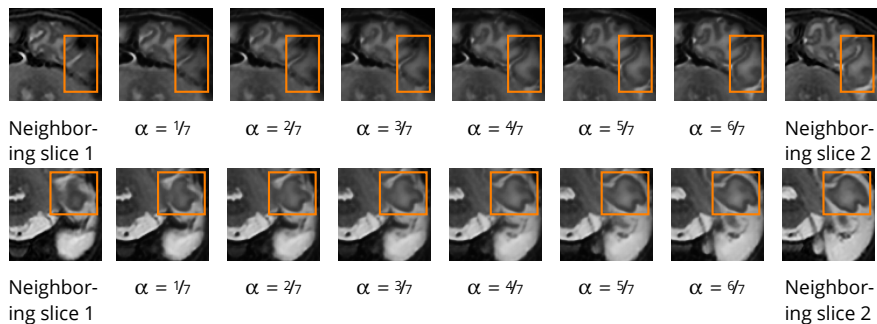 Neighbor- α = 1/7 α = 2/7 α = 3/7 α = 4/7 α = 5/7 α = 6/7 Neighbor-
ing slice 1 ing slice 2
Neighbor- α = 1/7 α = 2/7 α = 3/7 α = 4/7 α = 5/7 α = 6/7 Neighbor-
ing slice 1 ing slice 2